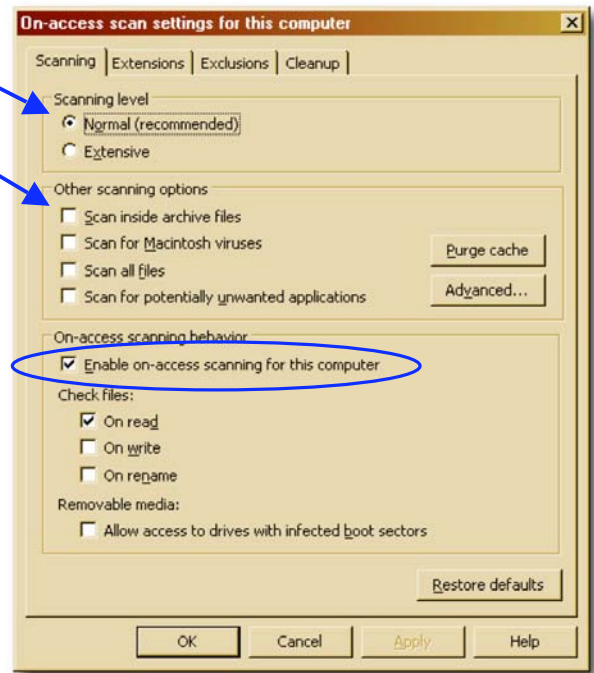 On-access scan settings for this computer
Scanning Extensions Exclusions Cleanup
Scanning level
Normal (recommended)
Extensive
Other scanning options
Scan inside archive files
Scan for Macintosh viruses
Scan all files
Scan for potentially unwanted applications
Purge cache
Advanced...
On-access scanning behavior
Enable on-access scanning for this computer
Check files:
On read
On write
On rename
Removable media:
Allow access to drives with infected boot sectors
Restore defaults
OK Cancel Apply Help